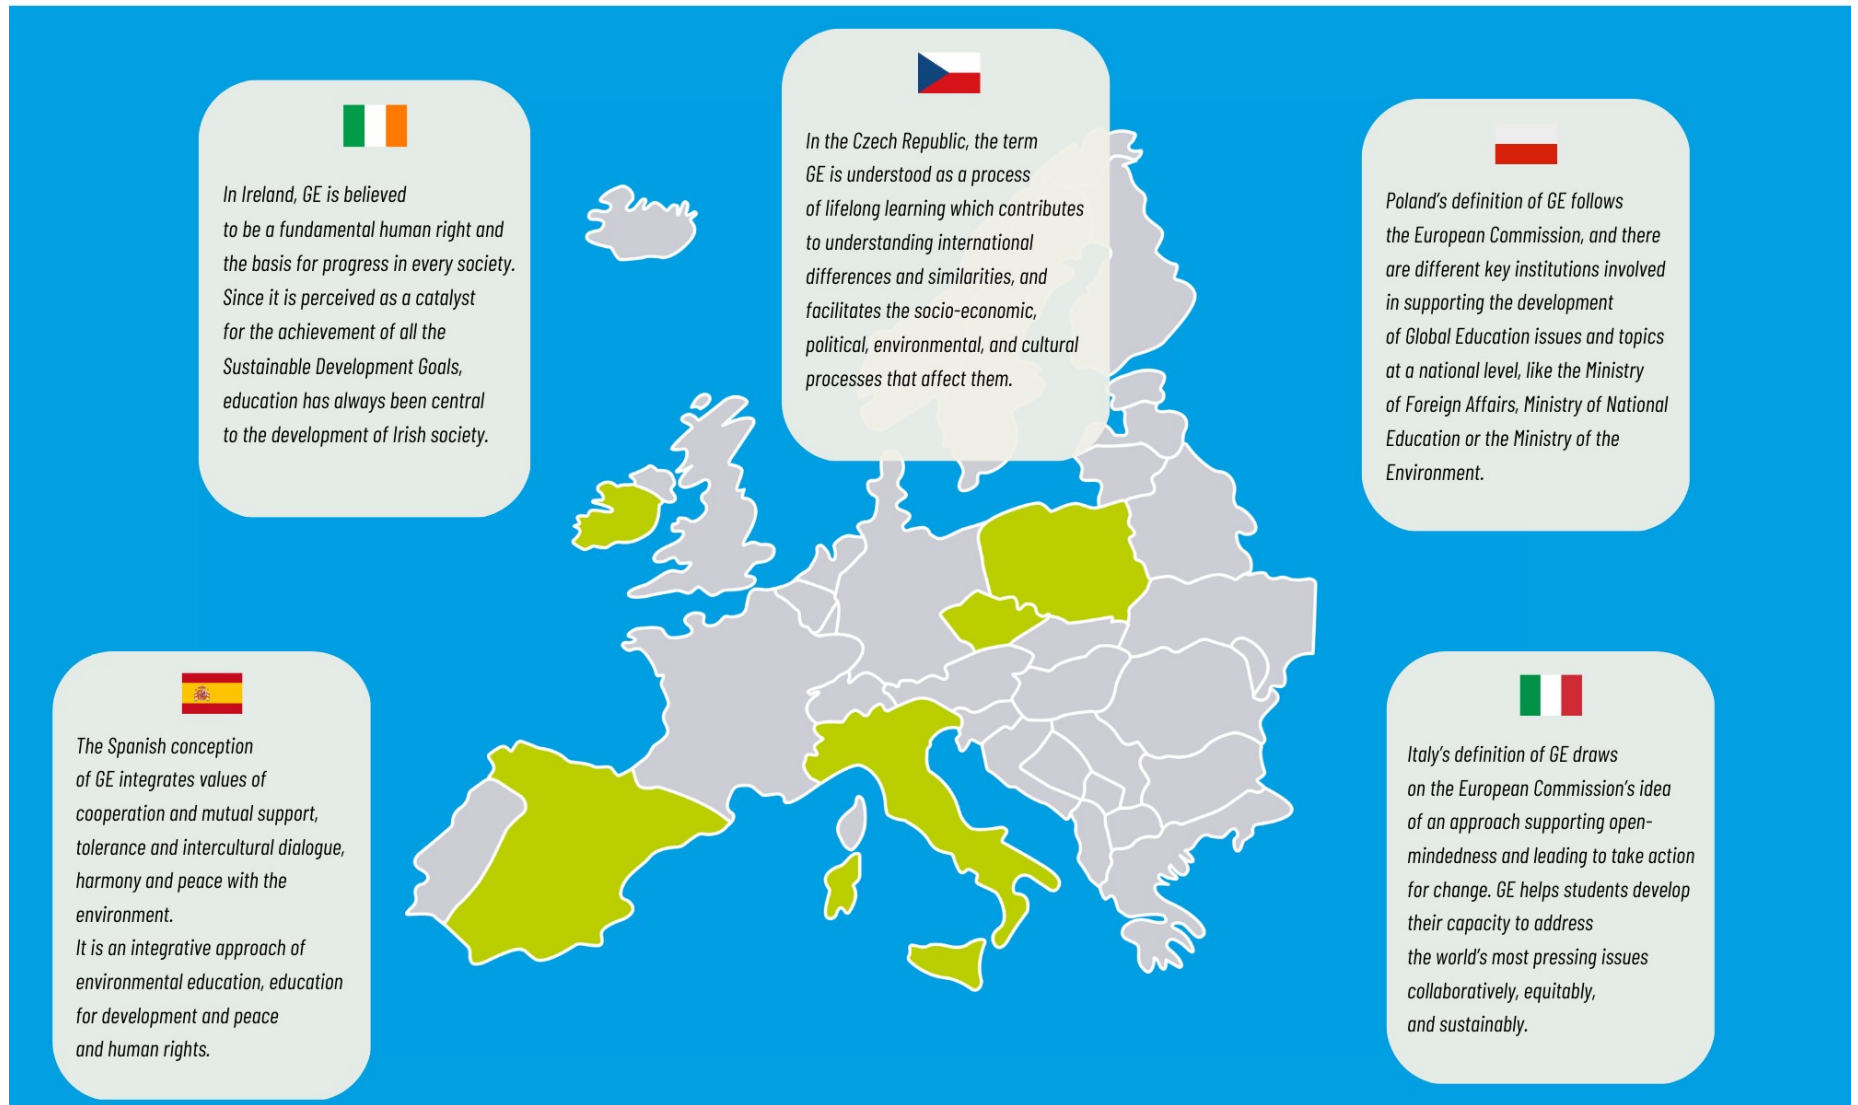 In Ireland, GE is believed
to be a fundamental human right and
the basis for progress in every society.
Since it is perceived as a catalyst
for the achievement of all the
Sustainable Development Goals,
education has always been central
to the development of Irish society.
In the Czech Republic, the term
GE is understood as a process
of lifelong learning which contributes
to understanding international
differences and similarities, and
facilitates the socio-economic,
political, environmental, and cultural
processes that affect them.
Poland's definition of GE follows
the European Commission, and there
are different key institutions involved
in supporting the development
of Global Education issues and topics
at a national level, like the Ministry
of Foreign Affairs, Ministry of National
Education or the Ministry of the
Environment.
The Spanish conception
of GE integrates values of
cooperation and mutual support,
tolerance and intercultural dialogue,
harmony and peace with the
environment.
It is an integrative approach of
environmental education, education
for development and peace
and human rights.
Italy's definition of GE draws
on the European Commission's idea
of an approach supporting open-
mindedness and leading to take action
for change. GE helps students develop
their capacity to address
the world's most pressing issues
collaboratively, equitably,
and sustainably.